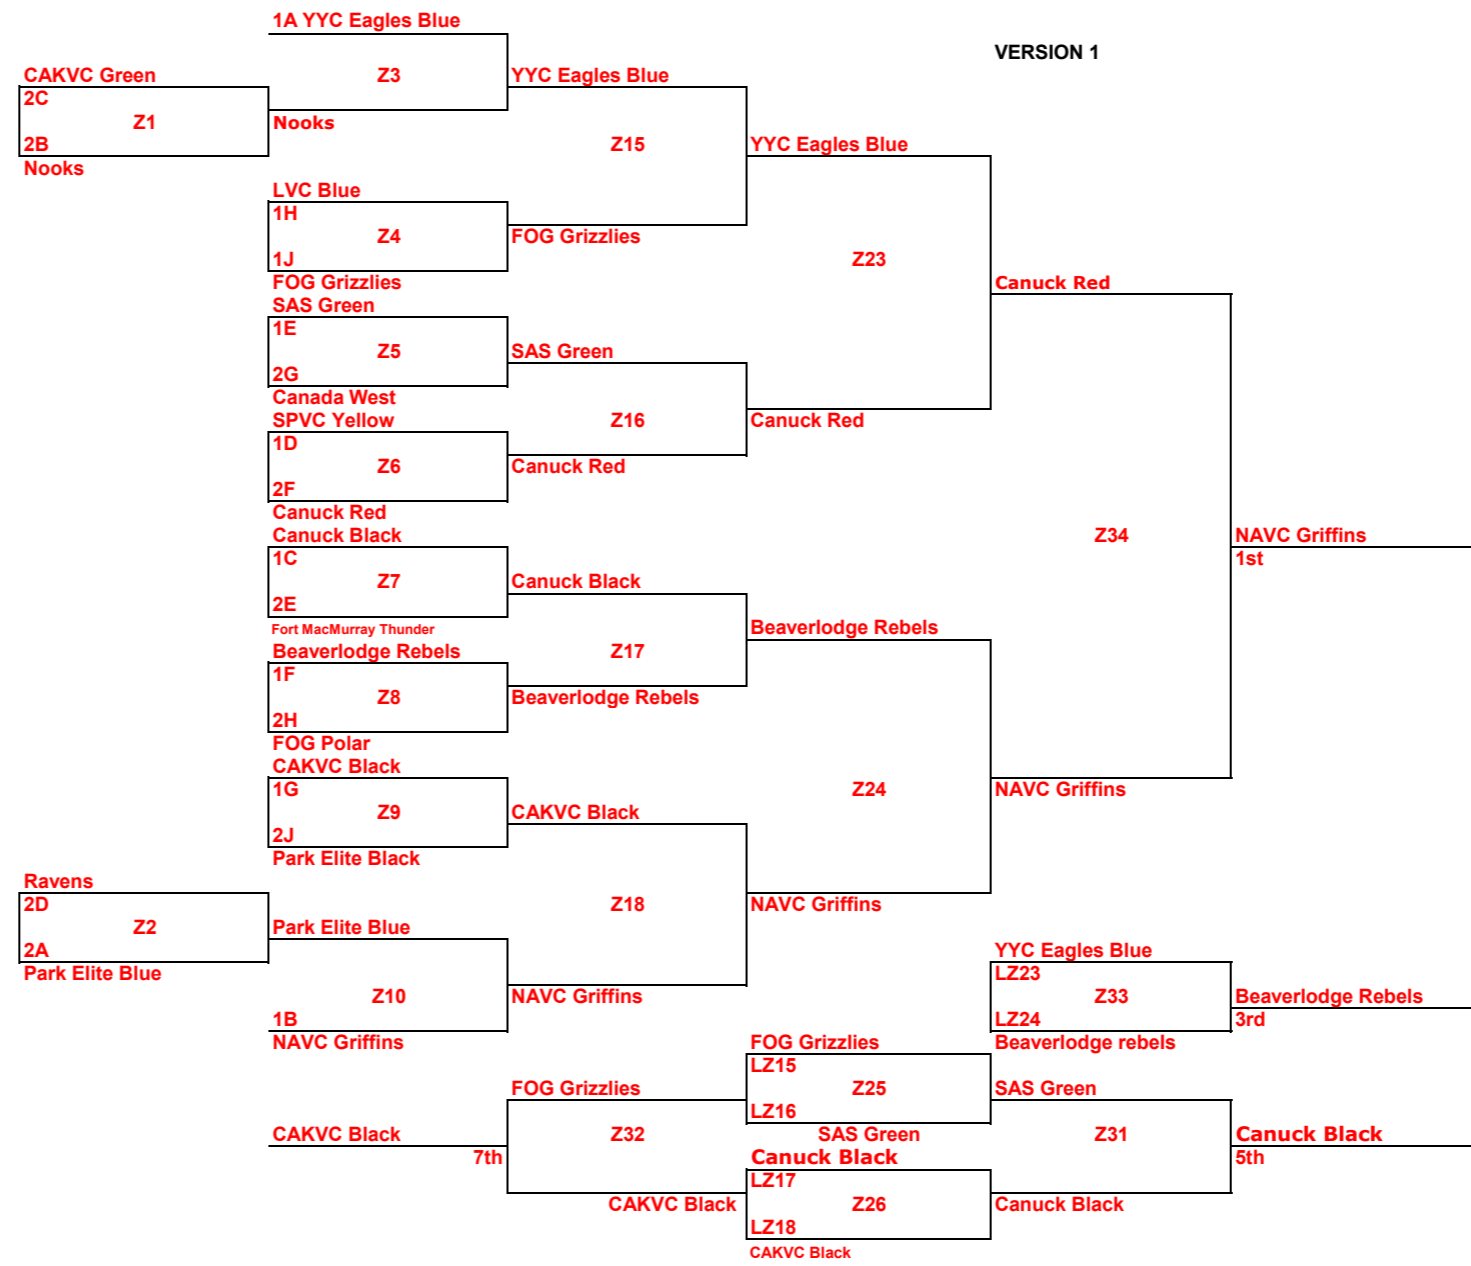 1A YYC Eagles Blue
VERSION 1
CAKVC Green
Z3
YYC Eagles Blue
2C
Z1
Nooks
2B
Z15
YYC Eagles Blue
Nooks
LVC Blue
1H
Z4
FOG Grizzlies
1J
Z23
FOG Grizzlies
Canuck Red
SAS Green
1E
Z5
SAS Green
2G
Canada West
SPVC Yellow
Z16
Canuck Red
1D
Z6
Canuck Red
2F
Canuck Red
Canuck Black
Z34
NAVC Griffins
1C
1st
Z7
Canuck Black
2E
Fort MacMurray Thunder
Beaverlodge Rebels
Beaverlodge Rebels
Z17
1F
Z8
Beaverlodge Rebels
2H
FOG Polar
CAKVC Black
1G
Z24
NAVC Griffins
Z9
CAKVC Black
2J
Park Elite Black
Ravens
2D
Z18
NAVC Griffins
Z2
Park Elite Blue
2A
YYC Eagles Blue
Park Elite Blue
LZ23
Z10
NAVC Griffins
Z33
Beaverlodge Rebels
1B
LZ24
3rd
NAVC Griffins
FOG Grizzlies
Beaverlodge rebels
LZ15
FOG Grizzlies
Z25
SAS Green
LZ16
CAKVC Black
Z32
SAS Green
Z31
Canuck Black
7th
Canuck Black
5th
LZ17
CAKVC Black
Z26
Canuck Black
LZ18
CAKVC Black